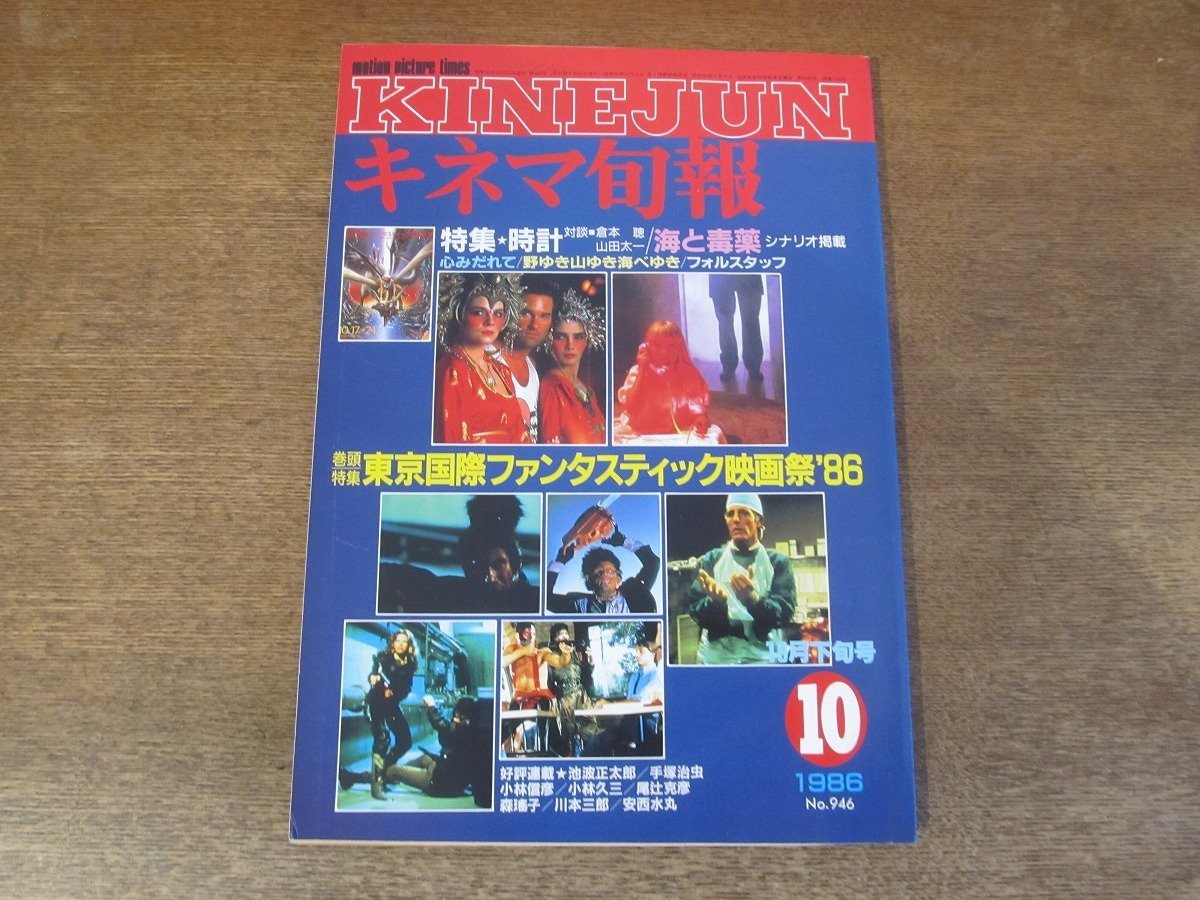 motion picture times
KINEJUN
キネマ旬報
特集★時計 対談■倉本 聰 山田太一/海と毒薬 シナリオ掲載
心みだれて/野ゆき山ゆき海べゆき/フォルスタッフ
巻頭特集 東京国際ファンタスティック映画祭'86
10月下旬号
10
1986
No.946
好評連載★池波正太郎/手塚治虫
小林信彦/小林久三/尾辻克彦
森瑤子/川本三郎/安西水丸